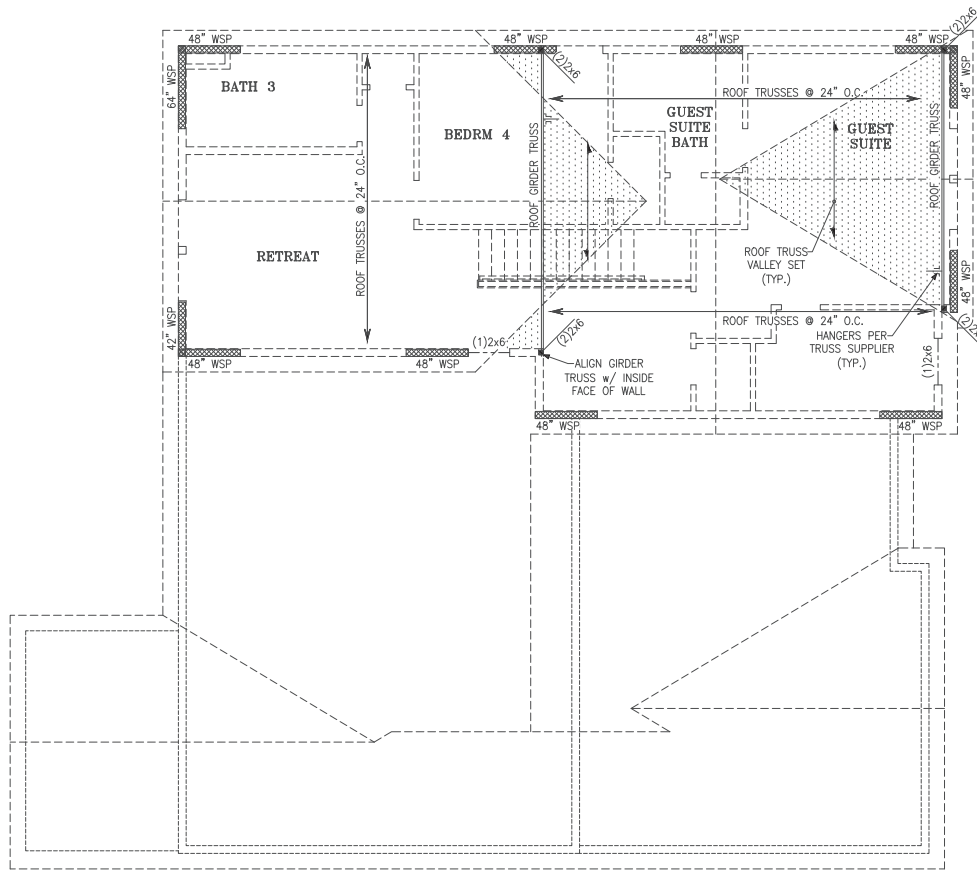 (2)2x6
48" WSP
48" WSP
48" WSP
48" WSP
64" WSP
BATH 3
(2)2x6
48" WSP
ROOF TRUSSES @ 24" O.C.
ROOF TRUSSES @ 24" O.C.
BEDRM 4
ROOF GIRDER TRUSS
GUEST
SUITE
BATH
GUEST
SUITE
ROOF GIRDER TRUSS
RETREAT
ROOF TRUSS
VALLEY SET
(TYP.)
48" WSP
42" WSP
(1)2x6
(2)2x6
ROOF TRUSSES @ 24" O.C.
HANGERS PER
TRUSS SUPPLIER
(TYP.)
(1)2x6
48" WSP
48" WSP
ALIGN GIRDER
TRUSS w/ INSIDE
FACE OF WALL
48" WSP
48" WSP